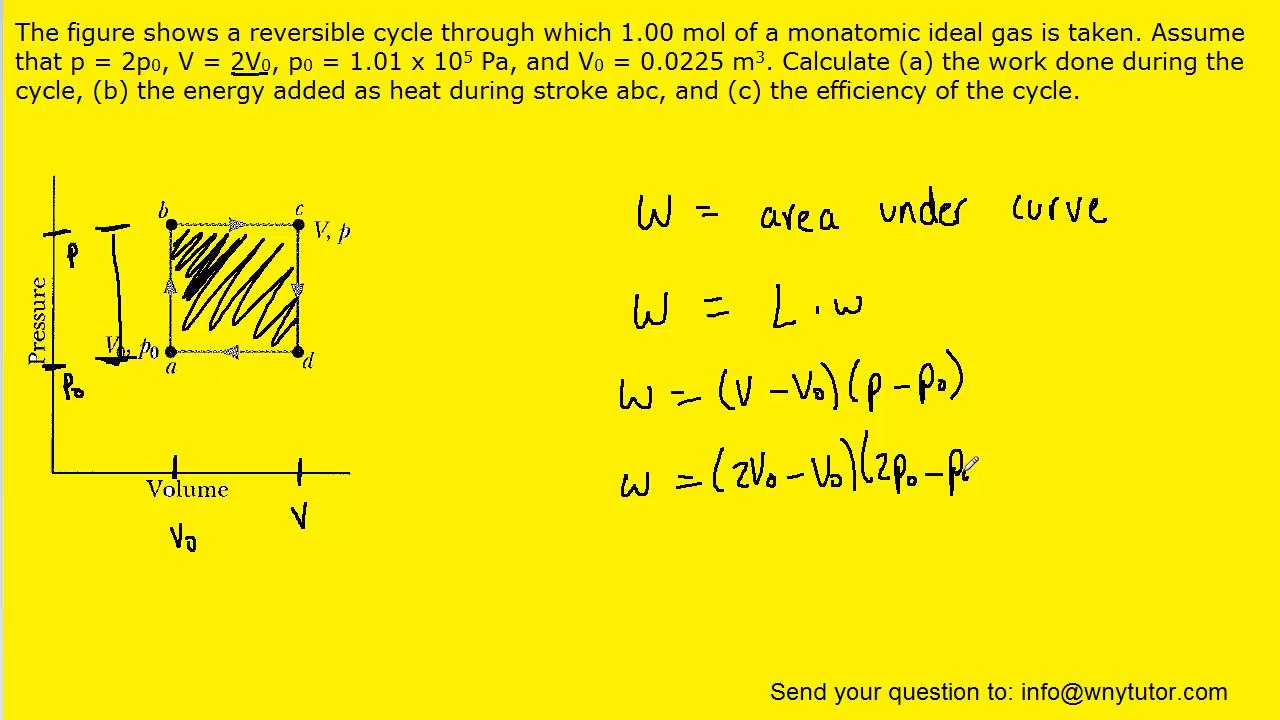 The figure shows a reversible cycle through which 1.00 mol of a monatomic ideal gas is taken. Assume
that p = 2p₀, V = 2V₀, p₀ = 1.01 x 10⁵ Pa, and V₀ = 0.0225 m³. Calculate (a) the work done during the
cycle, (b) the energy added as heat during stroke abc, and (c) the efficiency of the cycle.
b
c
V, p
p
Pressure
V₀, p₀
a
d
p₀
Volume
V₀
V
W = area under curve
W = L · w
W = (V - V₀)(p - p₀)
W = (2V₀ - V₀)(2p₀ - p₀
Send your question to: info@wnytutor.com